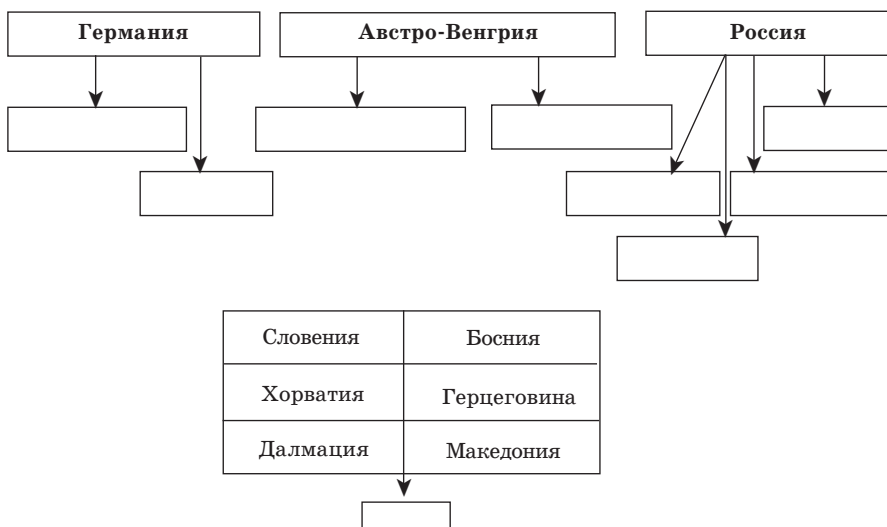 Германия
Австро-Венгрия
Россия
Словения
Босния
Хорватия
Герцеговина
Далмация
Македония